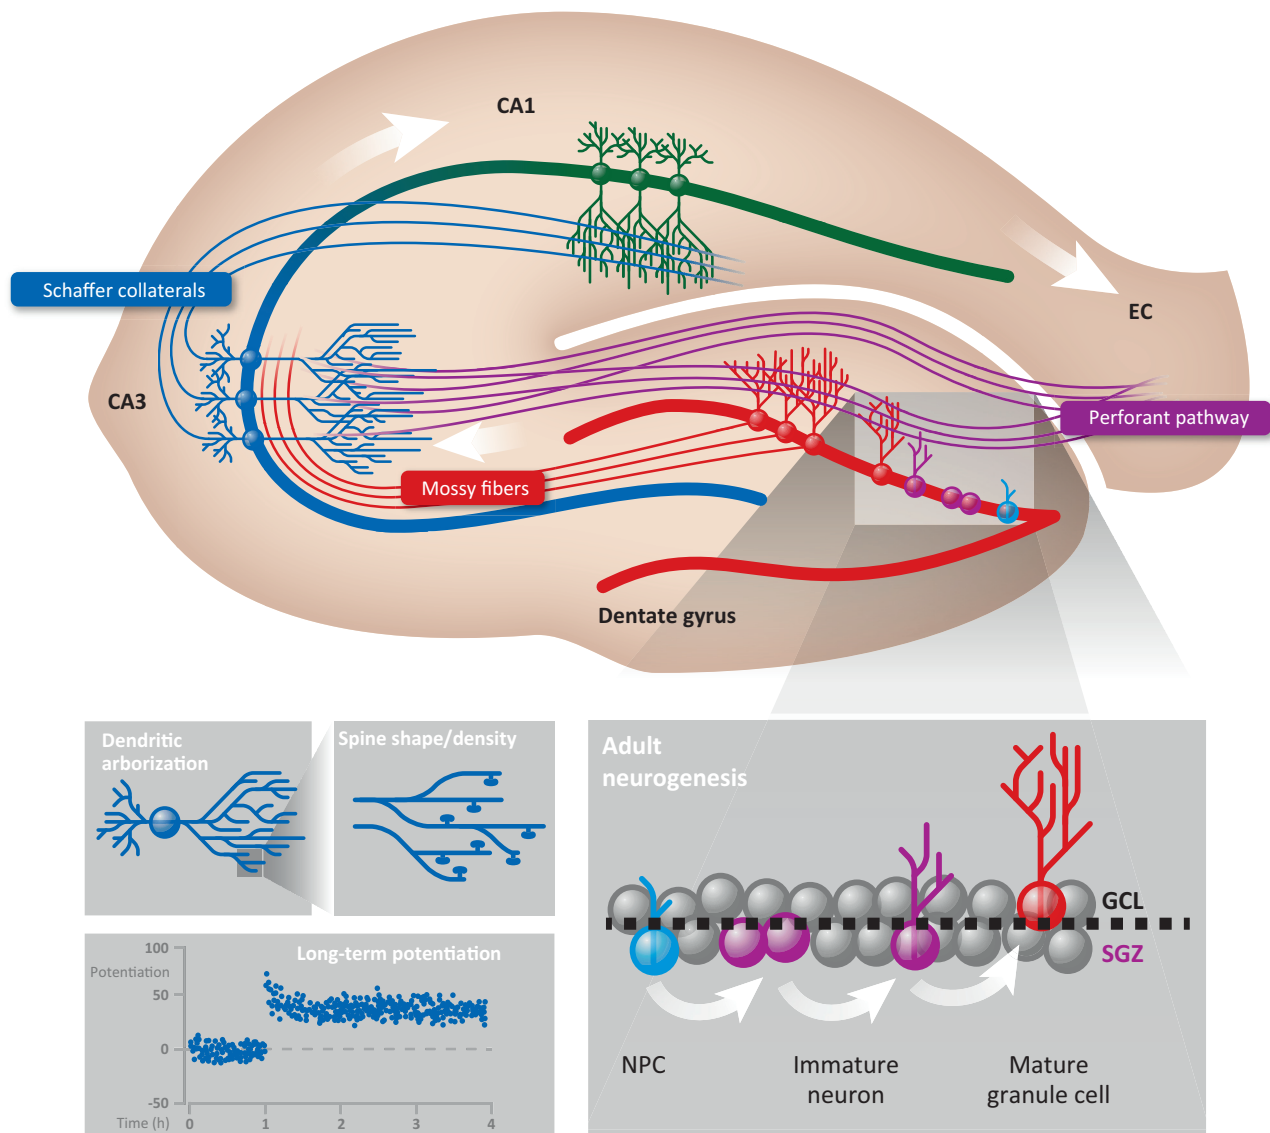 CA1
Schaffer collaterals
EC
CA3
Perforant pathway
Mossy fibers
Dentate gyrus
Dendritic
arborization
Spine shape/density
Adult
neurogenesis
GCL
SGZ
NPC
Immature
neuron
Mature
granule cell
Long-term potentiation
100
Potentiation
50
0
-50
Time (h) 0 1 2 3 4